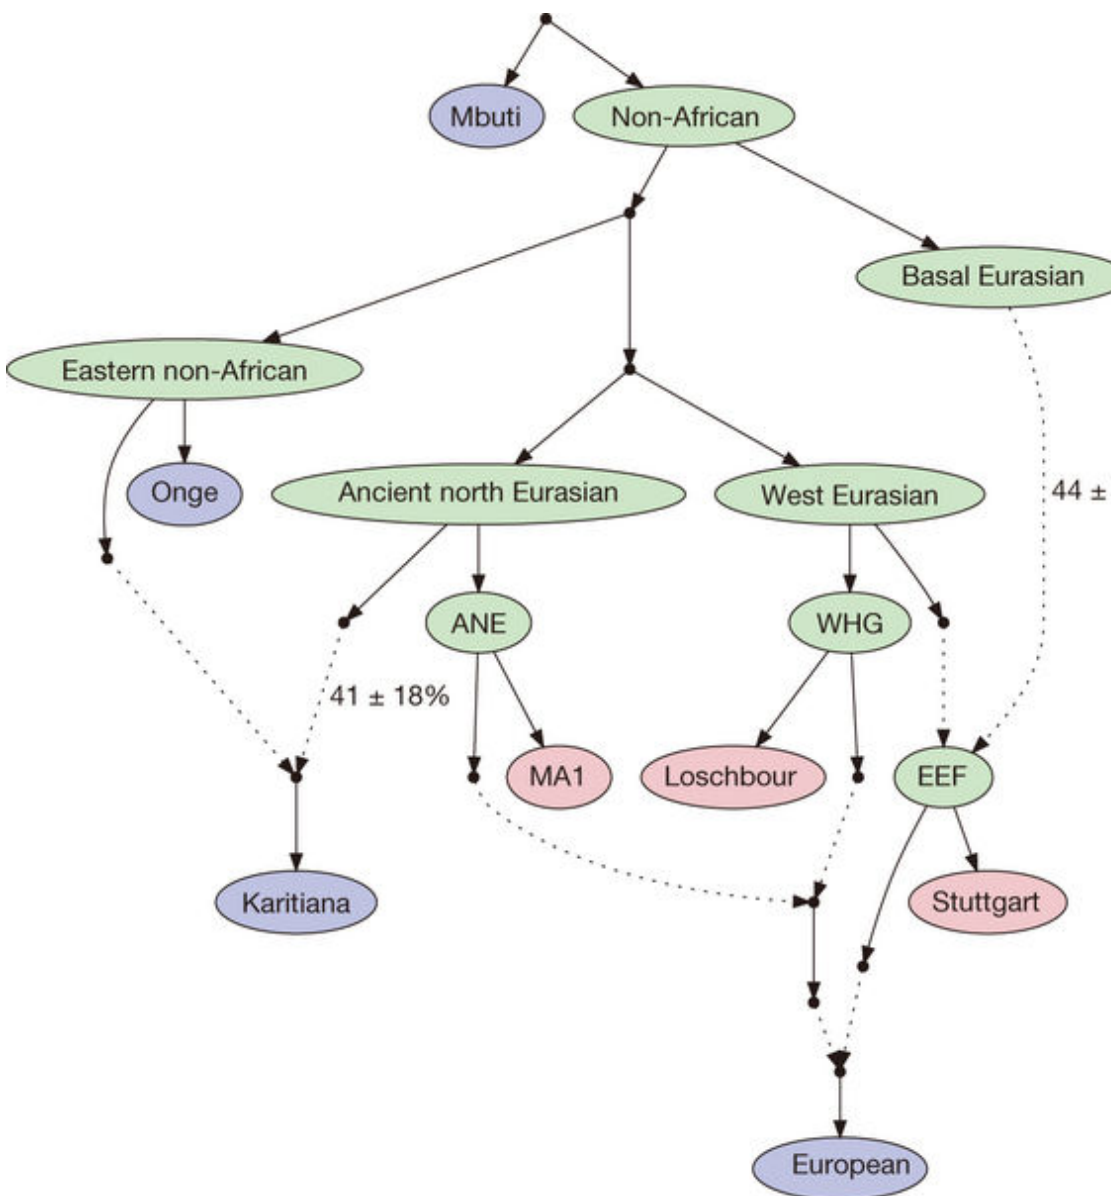 Mbuti
Non-African
Basal Eurasian
Eastern non-African
Onge
Ancient north Eurasian
West Eurasian
44 ±
ANE
WHG
41 ± 18%
MA1
Loschbour
EEF
Karitiana
Stuttgart
European